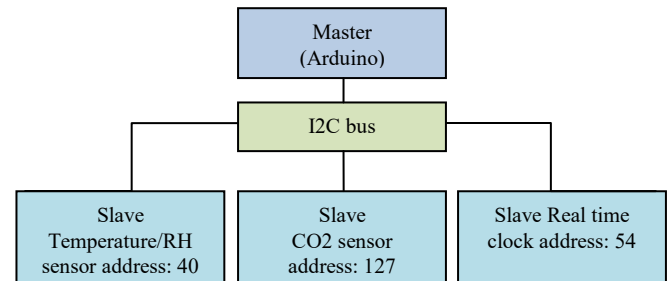 Master
(Arduino)
I2C bus
Slave
Temperature/RH
sensor address: 40
Slave
CO2 sensor
address: 127
Slave Real time
clock address: 54